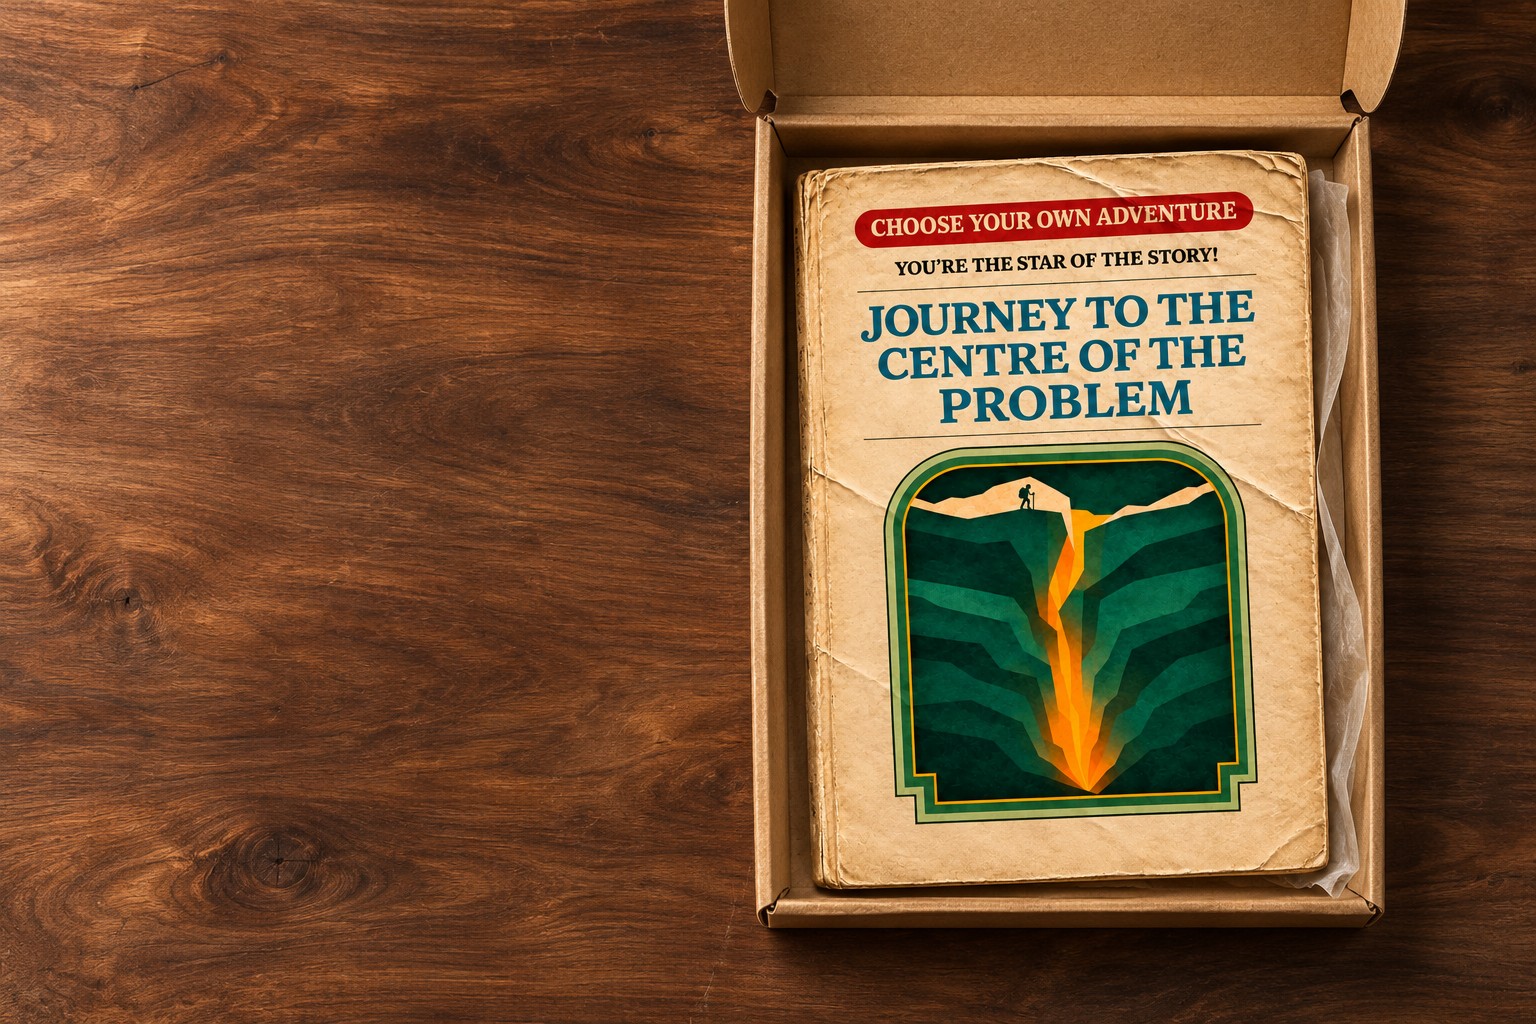 CHOOSE YOUR OWN ADVENTURE
YOU'RE THE STAR OF THE STORY!
JOURNEY TO THE
CENTRE OF THE
PROBLEM